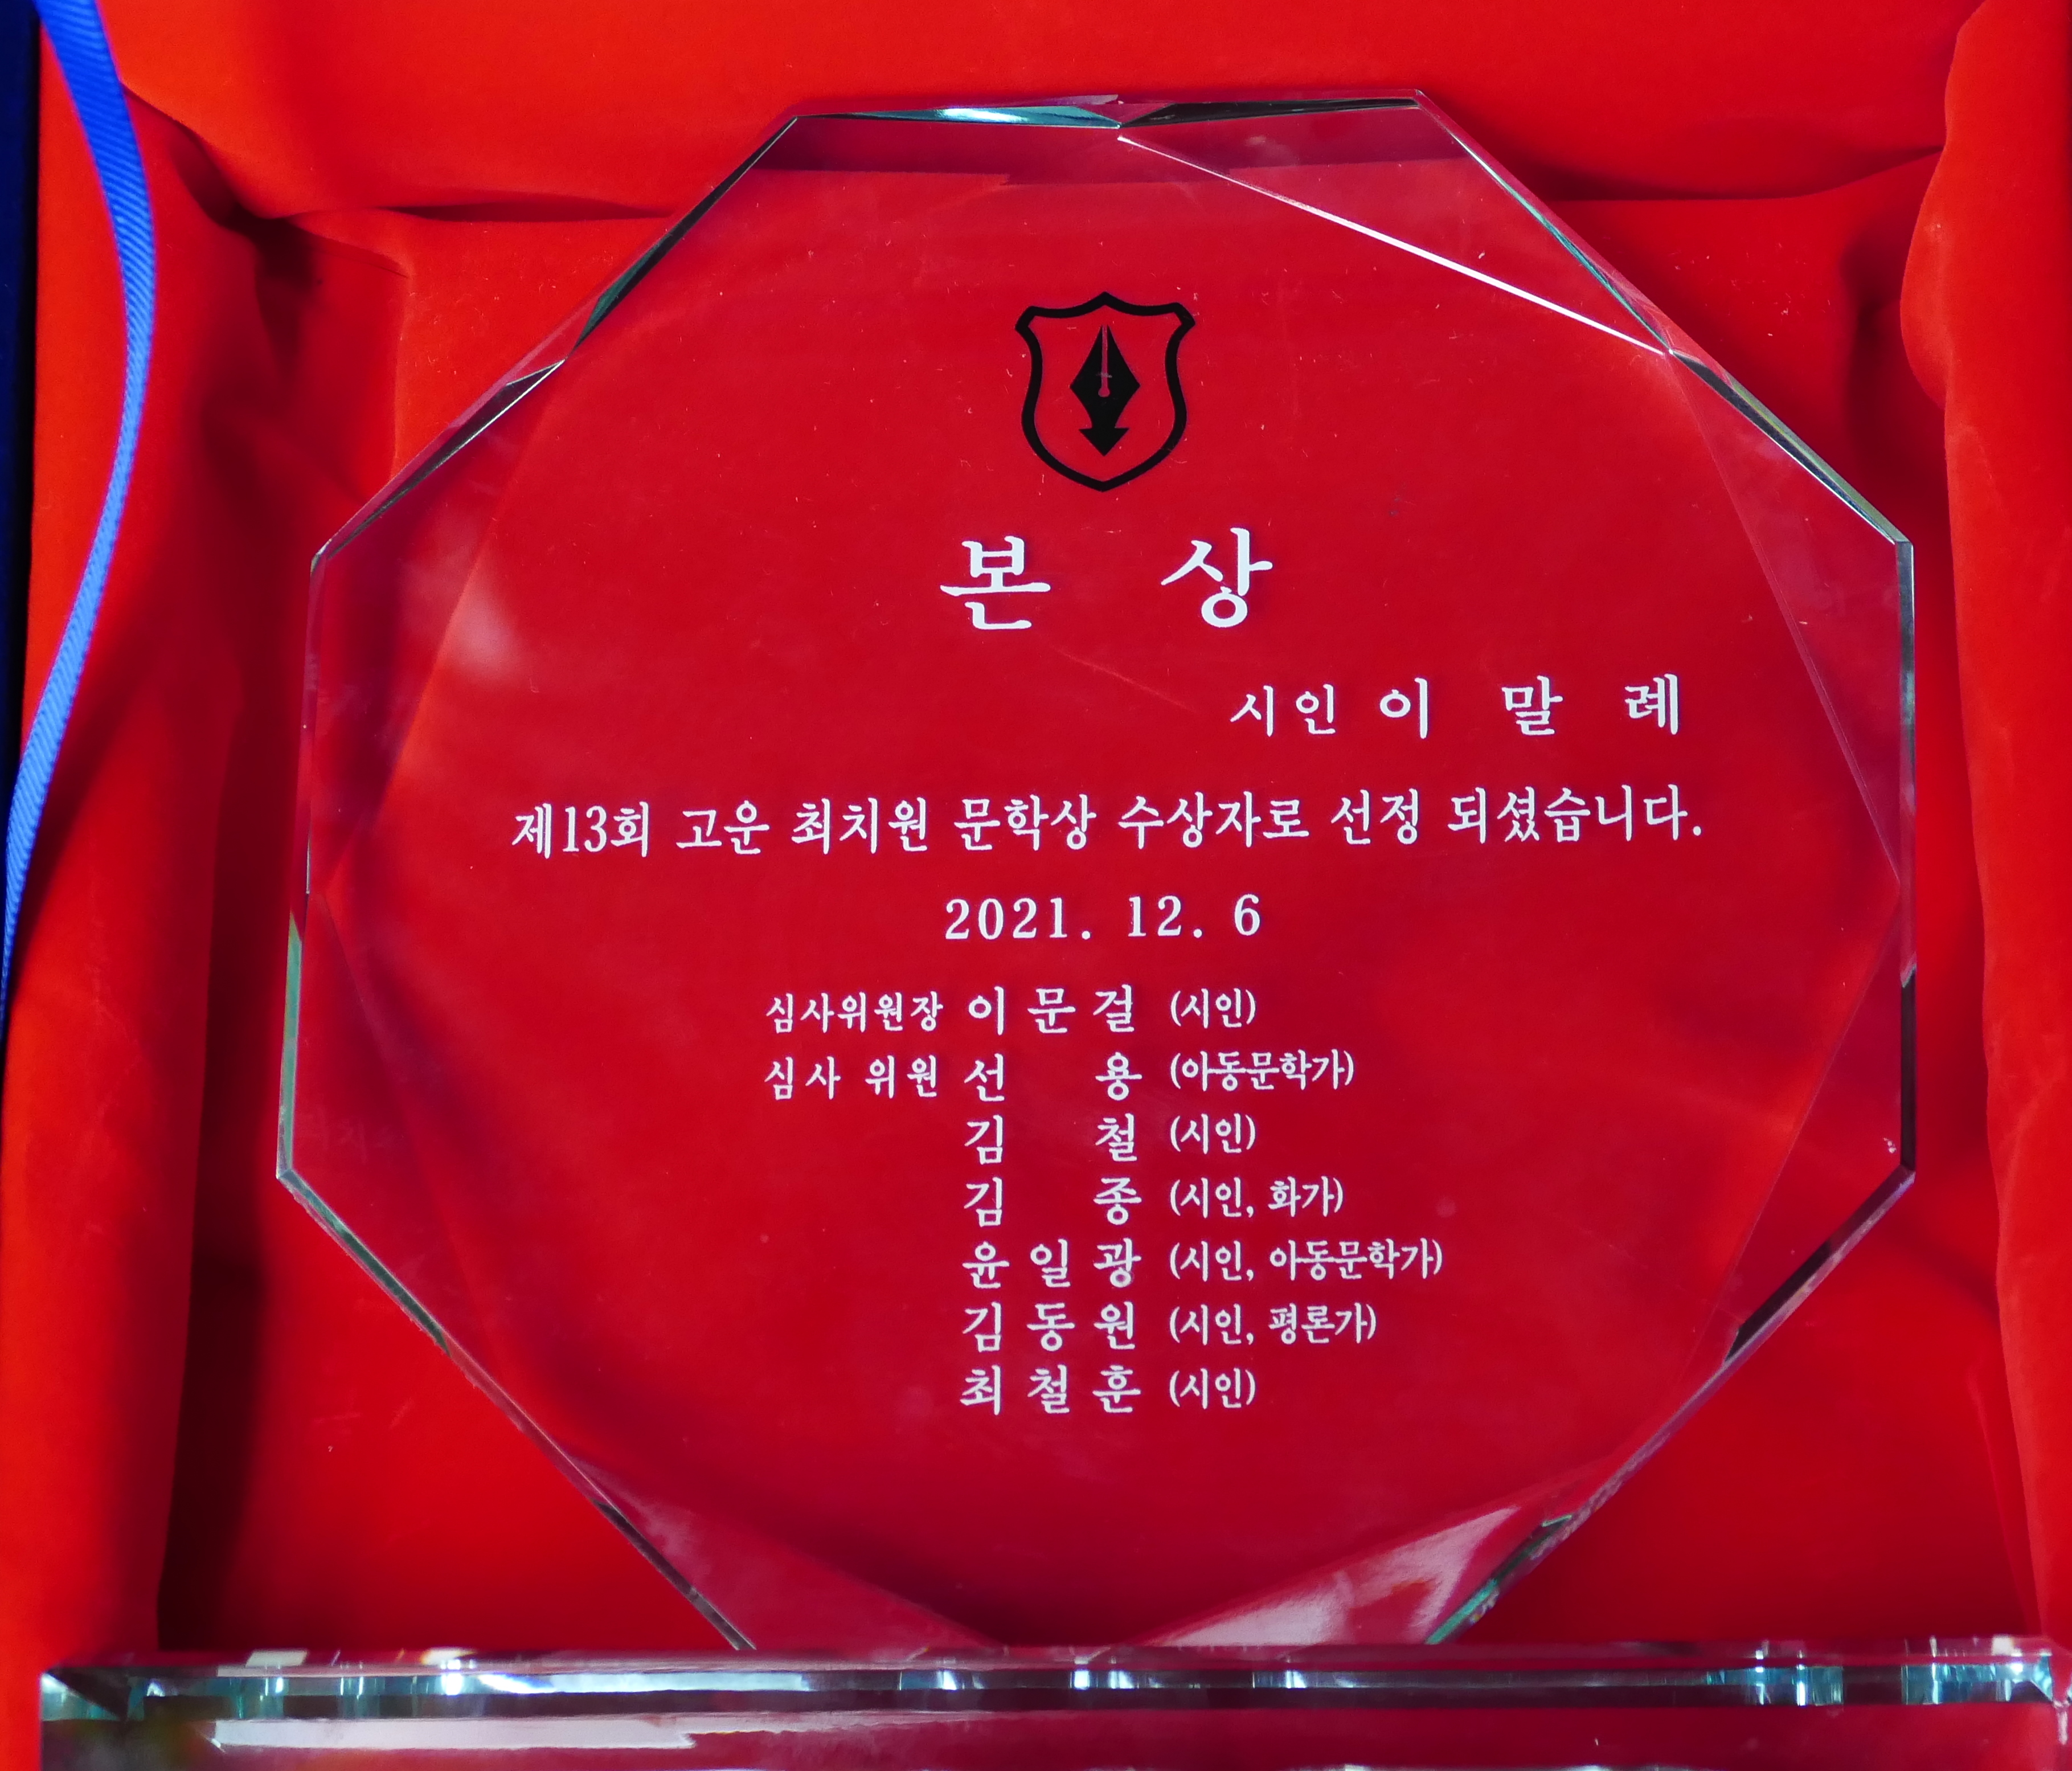 본 상
시인 이 말 례
제13회 고운 최치원 문학상 수상자로 선정 되셨습니다.
2021. 12. 6
심사위원장 이 문 걸 (시인)
심사 위원 선 용 (아동문학가)
김 철 (시인)
김 종 (시인, 화가)
윤 일 광 (시인, 아동문학가)
김 동 원 (시인, 평론가)
최 철 훈 (시인)